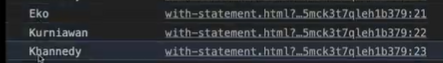 Eko with-statement.html?…5mck3t7qleh1b379:21
Kurniawan with-statement.html?…5mck3t7qleh1b379:22
Khannedy with-statement.html?…5mck3t7qleh1b379:23